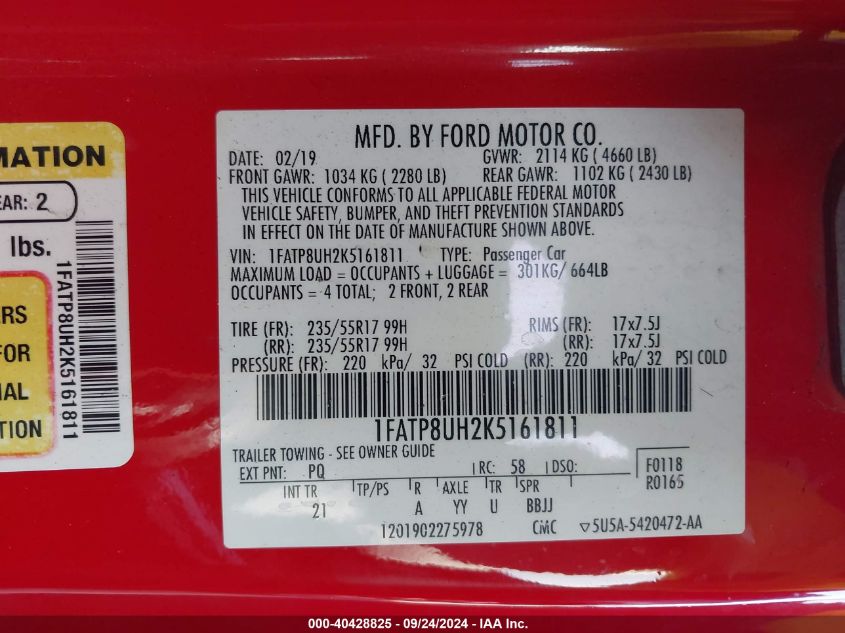 MATION
EAR: 2
lbs.
ERS
FOR
IAL
ON
1FATP8UH2K5161811
MFD. BY FORD MOTOR CO.
DATE: 02/19 GVWR: 2114 KG ( 4660 LB)
FRONT GAWR: 1034 KG ( 2280 LB) REAR GAWR: 1102 KG ( 2430 LB)
THIS VEHICLE CONFORMS TO ALL APPLICABLE FEDERAL MOTOR
VEHICLE SAFETY, BUMPER, AND THEFT PREVENTION STANDARDS
IN EFFECT ON THE DATE OF MANUFACTURE SHOWN ABOVE.
VIN: 1FATP8UH2K5161811 TYPE: Passenger Car
MAXIMUM LOAD = OCCUPANTS + LUGGAGE = 301KG/ 664LB
OCCUPANTS = 4 TOTAL; 2 FRONT, 2 REAR
TIRE (FR): 235/55R17 99H RIMS (FR): 17x7.5J
(RR): 235/55R17 99H (RR): 17x7.5J
PRESSURE (FR): 220 kPa/ 32 PSI COLD (RR): 220 kPa/ 32 PSI COLD
1FATP8UH2K5161811
TRAILER TOWING - SEE OWNER GUIDE
EXT PNT: PQ RC: 58 DSO: F0118
R0165
INT TR TP/PS R AXLE TR SPR
21 A YY U BBJJ
1201902275978 CMC ▽5U5A-5420472-AA
000-40428825 - 09/24/2024 - IAA Inc.